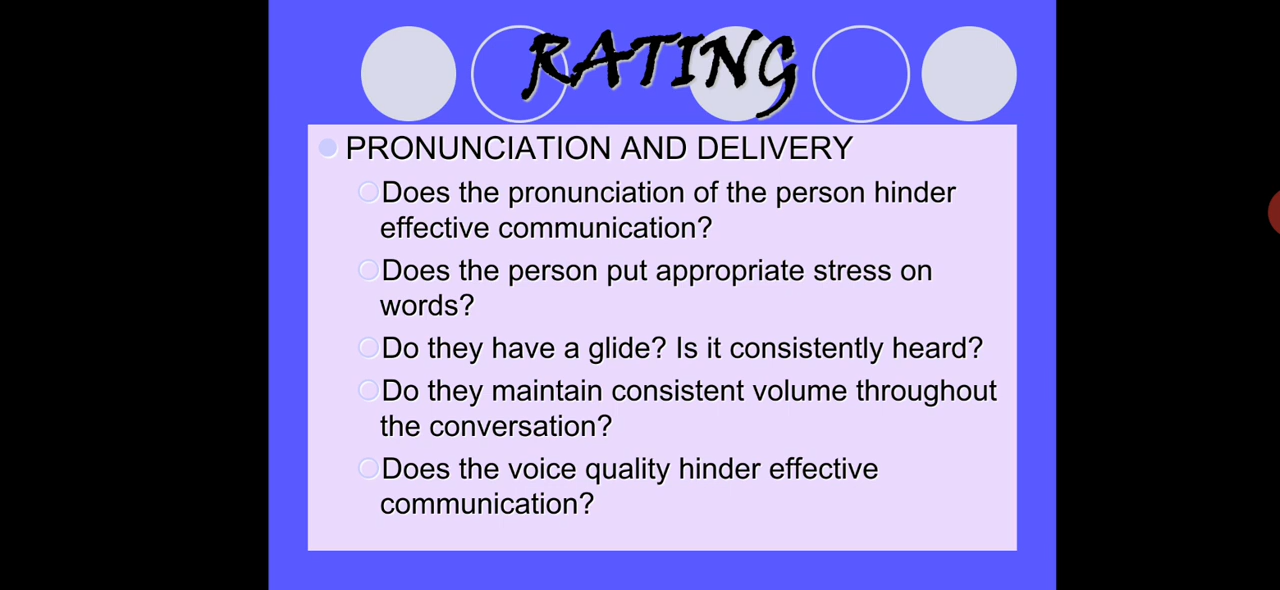 RATING
PRONUNCIATION AND DELIVERY
Does the pronunciation of the person hinder
effective communication?
Does the person put appropriate stress on
words?
Do they have a glide? Is it consistently heard?
Do they maintain consistent volume throughout
the conversation?
Does the voice quality hinder effective
communication?